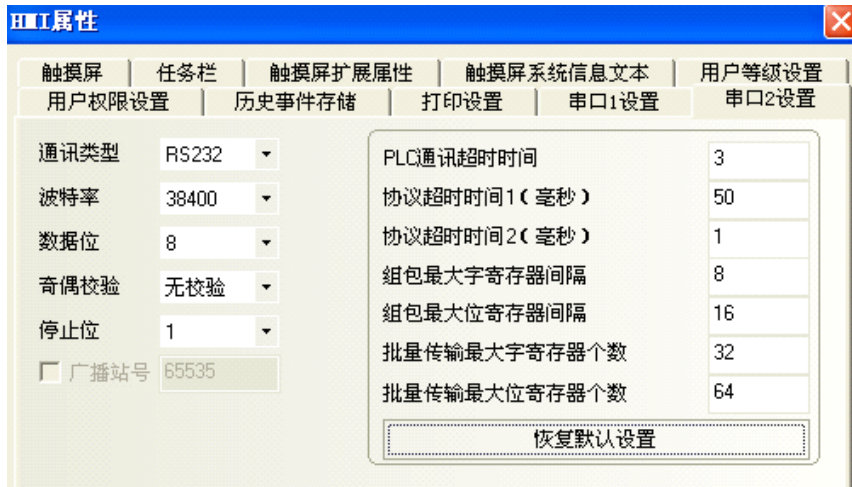 HMI属性
触摸屏 任务栏 触摸屏扩展属性 触摸屏系统信息文本 用户等级设置
用户权限设置 历史事件存储 打印设置 串口1设置 串口2设置
通讯类型 RS232
波特率 38400
数据位 8
奇偶校验 无校验
停止位 1
广播站号 65535
PLC通讯超时时间 3
协议超时时间1(毫秒) 50
协议超时时间2(毫秒) 1
组包最大字寄存器间隔 8
组包最大位寄存器间隔 16
批量传输最大字寄存器个数 32
批量传输最大位寄存器个数 64
恢复默认设置